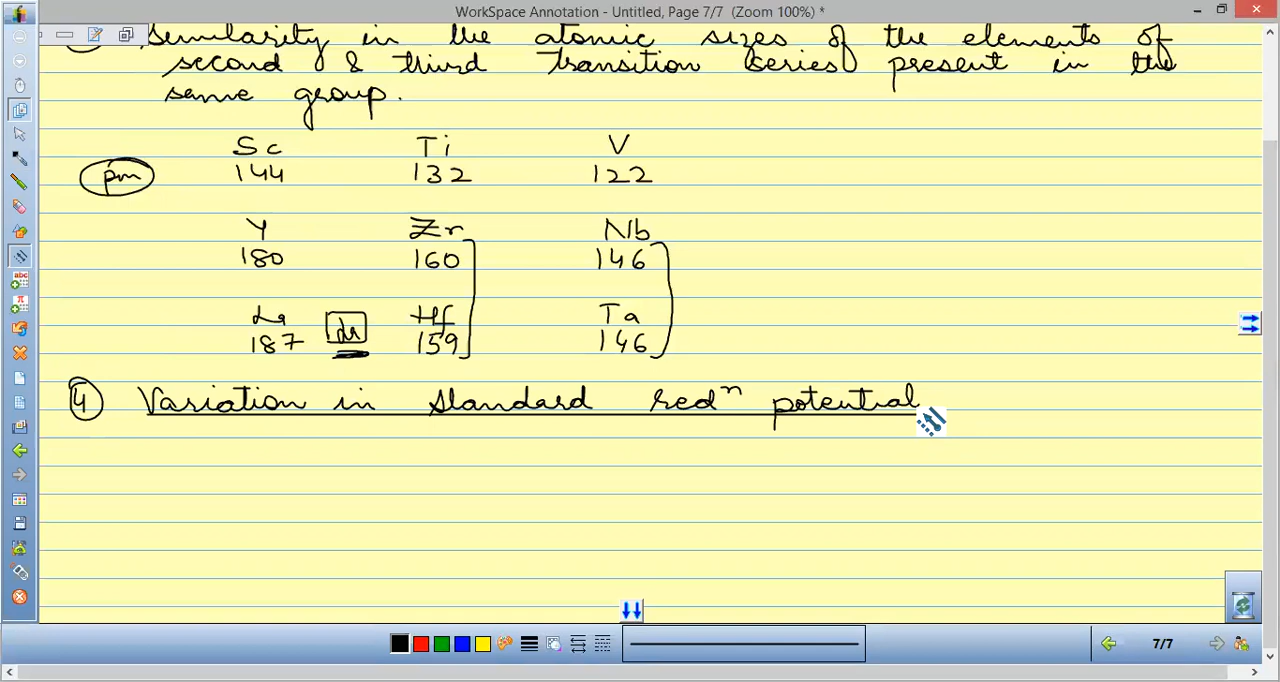 WorkSpace Annotation - Untitled, Page 7/7 (Zoom 100%) *
Similarity in the atomic sizes of the elements of
second & third transition series present in the
same group.
Sc Ti V
pm 144 132 122
Y Zr Nb
180 160 146
La Hf Ta
187 159 146
4 Variation in standard redⁿ potential
abc
π
7/7